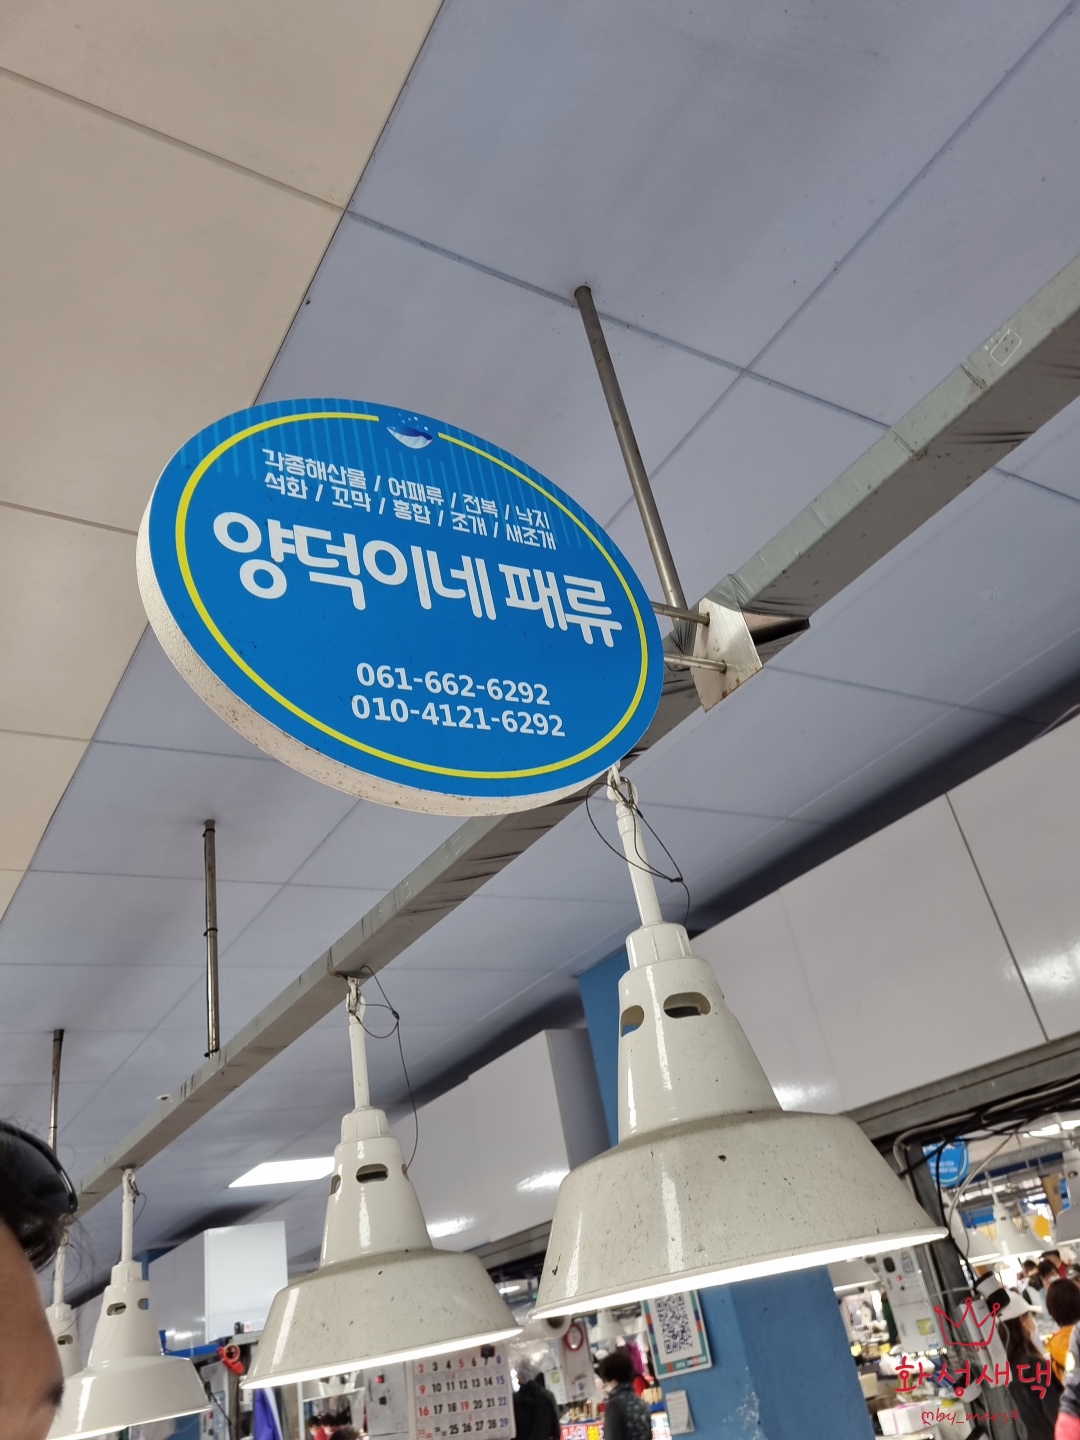 각종해산물 / 어패류 / 전복 / 낙지
석화 / 꼬막 / 홍합 / 조개 / 새조개
양덕이네 패류
061-662-6292
010-4121-6292
화성새댁